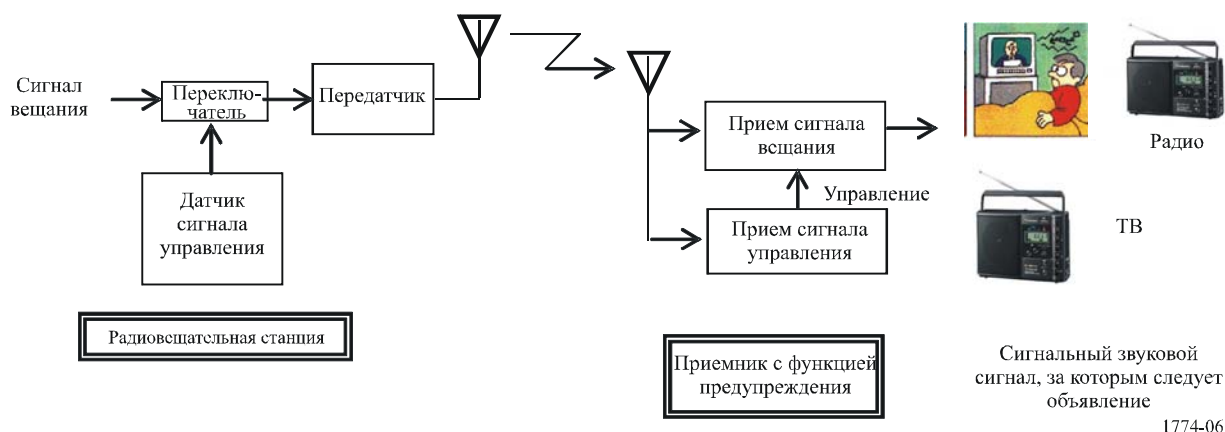 Сигнал
вещания
Переклю-
чатель
Передатчик
Датчик
сигнала
управления
Радиовещательная станция
Прием сигнала
вещания
Управление
Прием сигнала
управления
Приемник с функцией
предупреждения
Радио
ТВ
Сигнальный звуковой
сигнал, за которым следует
объявление
1774-06